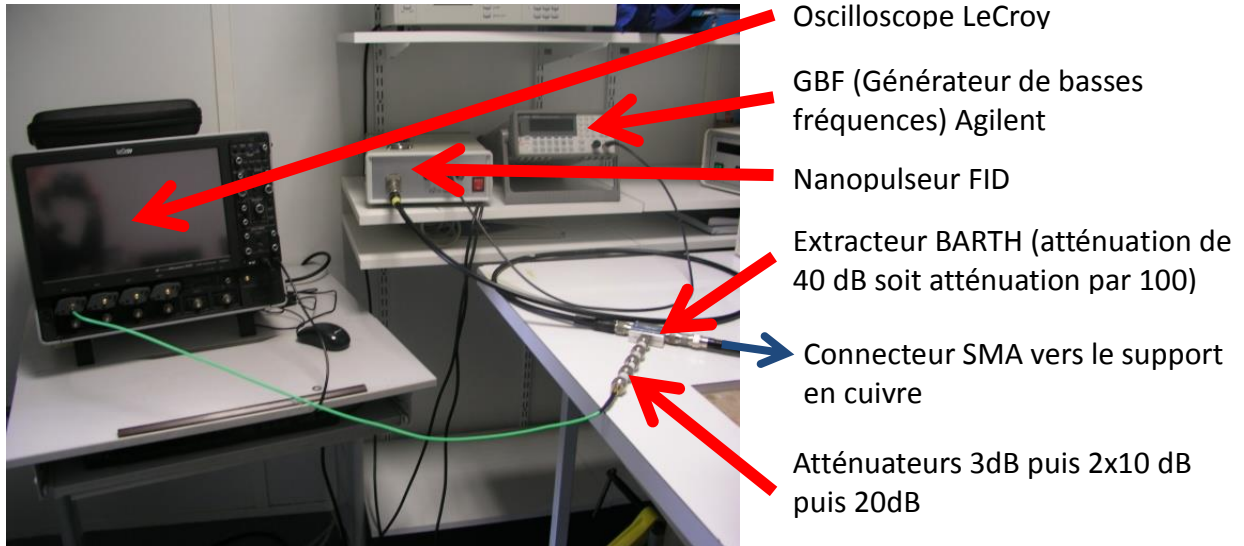 Oscilloscope LeCroy
GBF (Générateur de basses
fréquences) Agilent
Nanopulseur FID
Extracteur BARTH (atténuation de
40 dB soit atténuation par 100)
Connecteur SMA vers le support
en cuivre
Atténuateurs 3dB puis 2x10 dB
puis 20dB